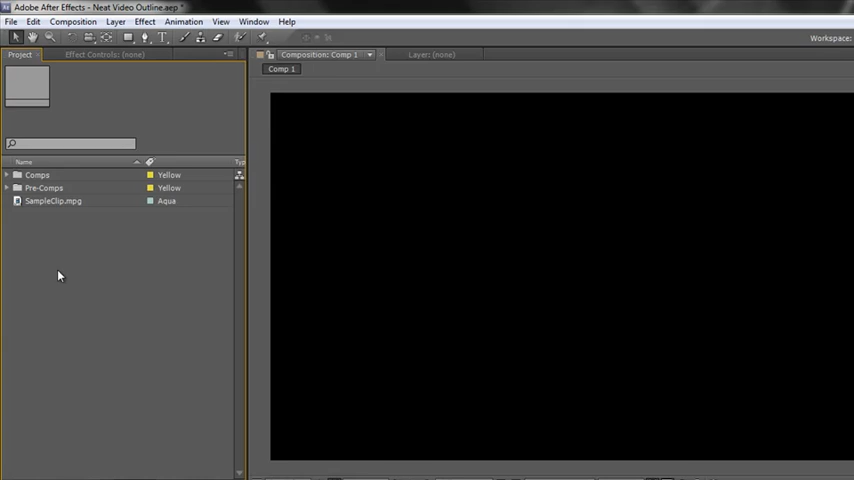 Adobe After Effects - Neat Video Outline.aep *
File Edit Composition Layer Effect Animation View Window Help
Workspace:
Project Effect Controls: (none) Composition: Comp 1 Layer: (none)
Comp 1
Name Typ
Comps Yellow
Pre-Comps Yellow
SampleClip.mpg Aqua